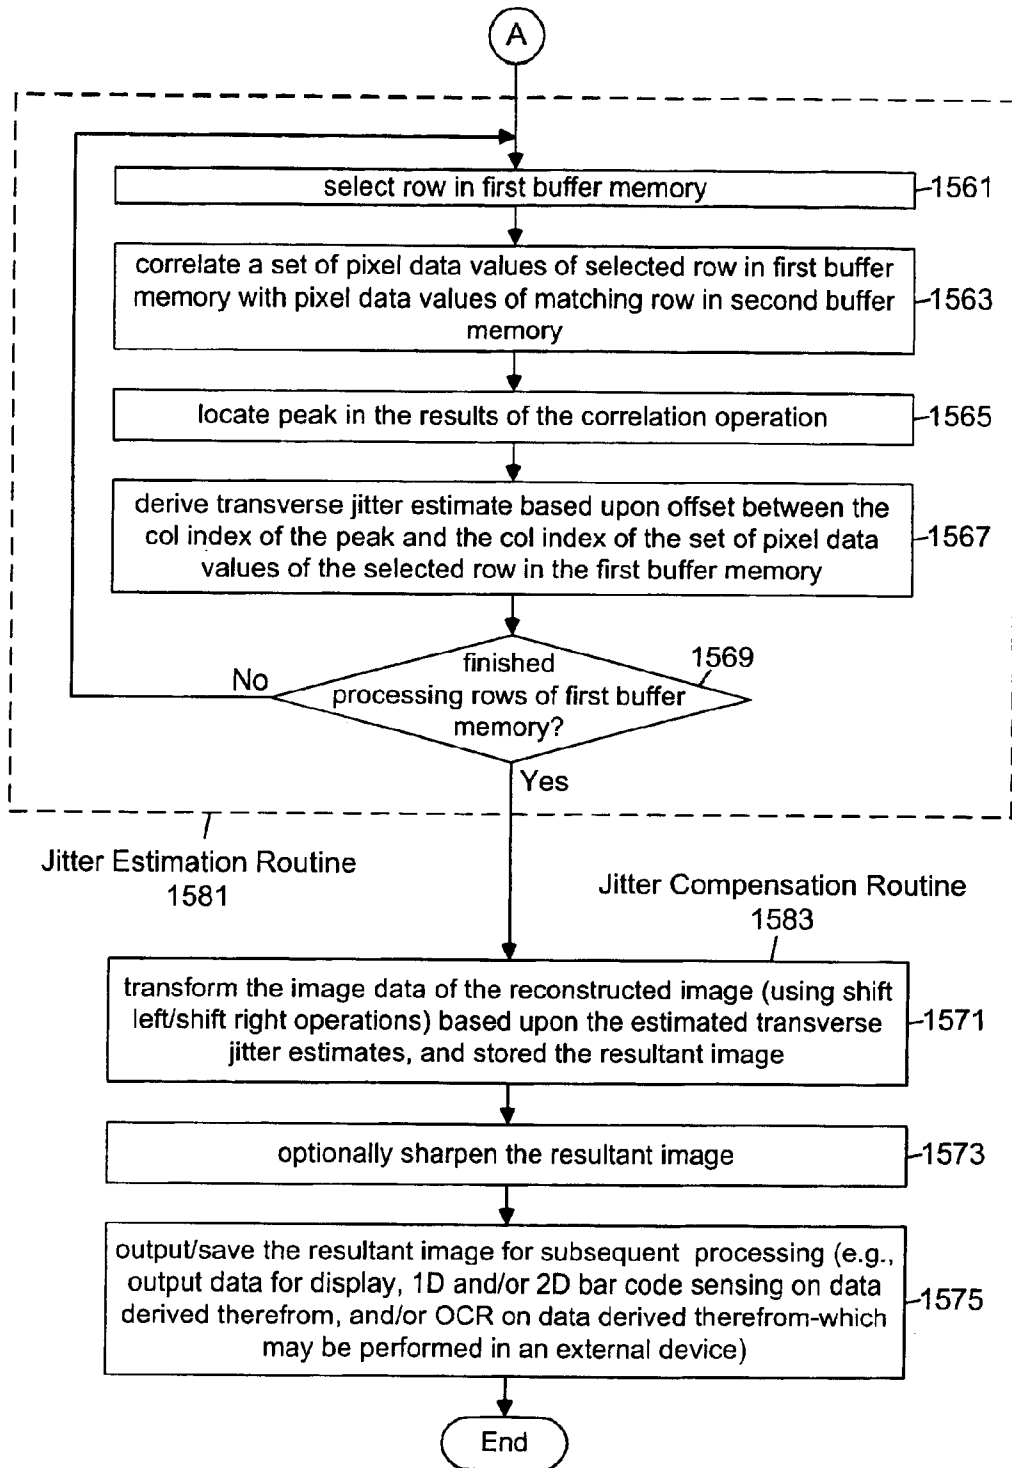 A
select row in first buffer memory
1561
correlate a set of pixel data values of selected row in first buffer
memory with pixel data values of matching row in second buffer
memory
1563
locate peak in the results of the correlation operation
1565
derive transverse jitter estimate based upon offset between the
col index of the peak and the col index of the set of pixel data
values of the selected row in the first buffer memory
1567
finished
processing rows of first buffer
memory?
1569
No
Yes
Jitter Estimation Routine
1581
Jitter Compensation Routine
1583
transform the image data of the reconstructed image (using shift
left/shift right operations) based upon the estimated transverse
jitter estimates, and stored the resultant image
1571
optionally sharpen the resultant image
1573
output/save the resultant image for subsequent processing (e.g.,
output data for display, 1D and/or 2D bar code sensing on data
derived therefrom, and/or OCR on data derived therefrom-which
may be performed in an external device)
1575
End